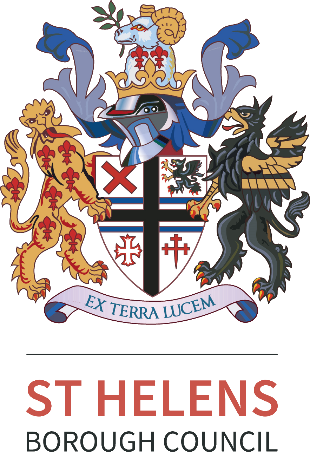 EX TERRA LUCEM
ST HELENS
BOROUGH COUNCIL